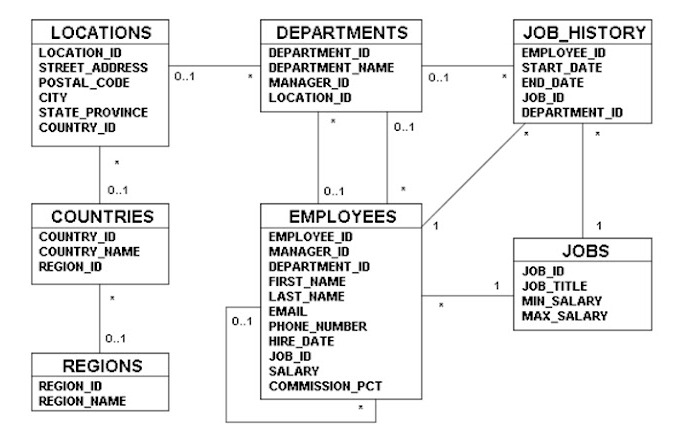 LOCATIONS
LOCATION_ID
STREET_ADDRESS
POSTAL_CODE
CITY
STATE_PROVINCE
COUNTRY_ID
0..1
*
DEPARTMENTS
DEPARTMENT_ID
DEPARTMENT_NAME
MANAGER_ID
LOCATION_ID
0..1
*
JOB_HISTORY
EMPLOYEE_ID
START_DATE
END_DATE
JOB_ID
DEPARTMENT_ID
*
0..1
*
0..1
0..1
*
*
1
*
1
COUNTRIES
COUNTRY_ID
COUNTRY_NAME
REGION_ID
*
0..1
EMPLOYEES
EMPLOYEE_ID
MANAGER_ID
DEPARTMENT_ID
FIRST_NAME
LAST_NAME
EMAIL
PHONE_NUMBER
HIRE_DATE
JOB_ID
SALARY
COMMISSION_PCT
0..1
*
1
*
JOBS
JOB_ID
JOB_TITLE
MIN_SALARY
MAX_SALARY
REGIONS
REGION_ID
REGION_NAME